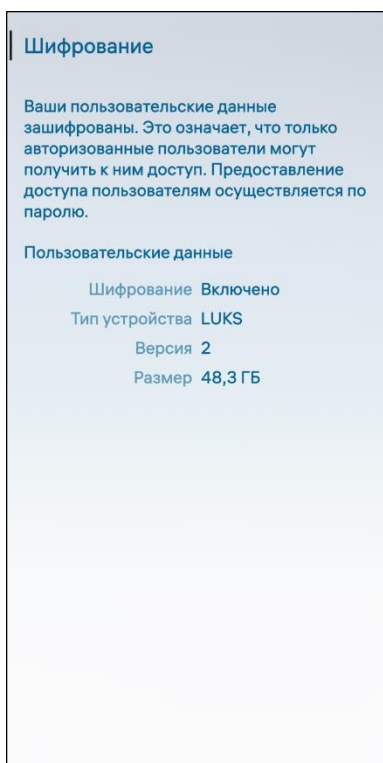 Шифрование
Ваши пользовательские данные
зашифрованы. Это означает, что только
авторизованные пользователи могут
получить к ним доступ. Предоставление
доступа пользователям осуществляется по
паролю.
Пользовательские данные
Шифрование Включено
Тип устройства LUKS
Версия 2
Размер 48,3 ГБ